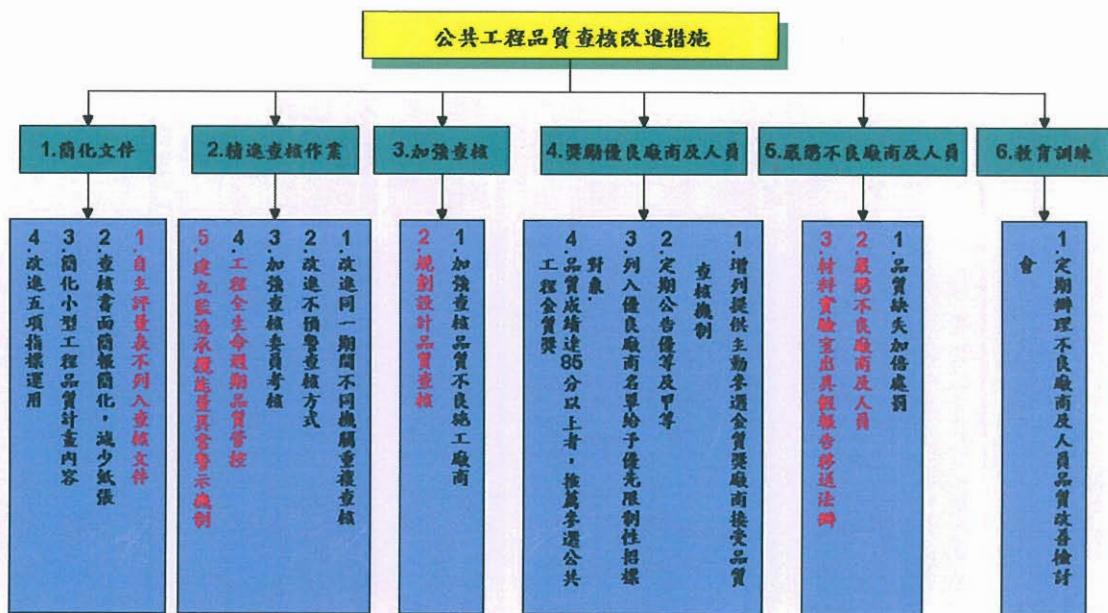 公共工程品質查核改進措施
1.簡化文件
1.自主評量表不列入查核文件
2.查核書面簡報簡化，減少紙張
3.簡化小型工程品質計畫內容
4.改進五項指標運用
2.精進查核作業
1.改進同一期間不同機關重複查核
2.改進不預警查核方式
3.加強查核委員考核
4.工程全生命週期品質管控
5.建立監造承攬能量異常警示機制
3.加強查核
1.加強查核品質不良施工廠商
2.規劃設計品質查核
4.獎勵優良廠商及人員
1.增列提供主動參選金質獎廠商接受品質
查核機制
2.定期公告優等及甲等
3.列入優良廠商名單給予優先限制性招標
對象.
4.品質成績達85分以上者，推薦參選公共
工程金質獎
5.嚴懲不良廠商及人員
1.品質缺失加倍處罰
2.嚴懲不良廠商及人員
3.材料實驗室出具假報告移送法辦
6.教育訓練
1.定期辦理不良廠商及人員品質改善檢討
會